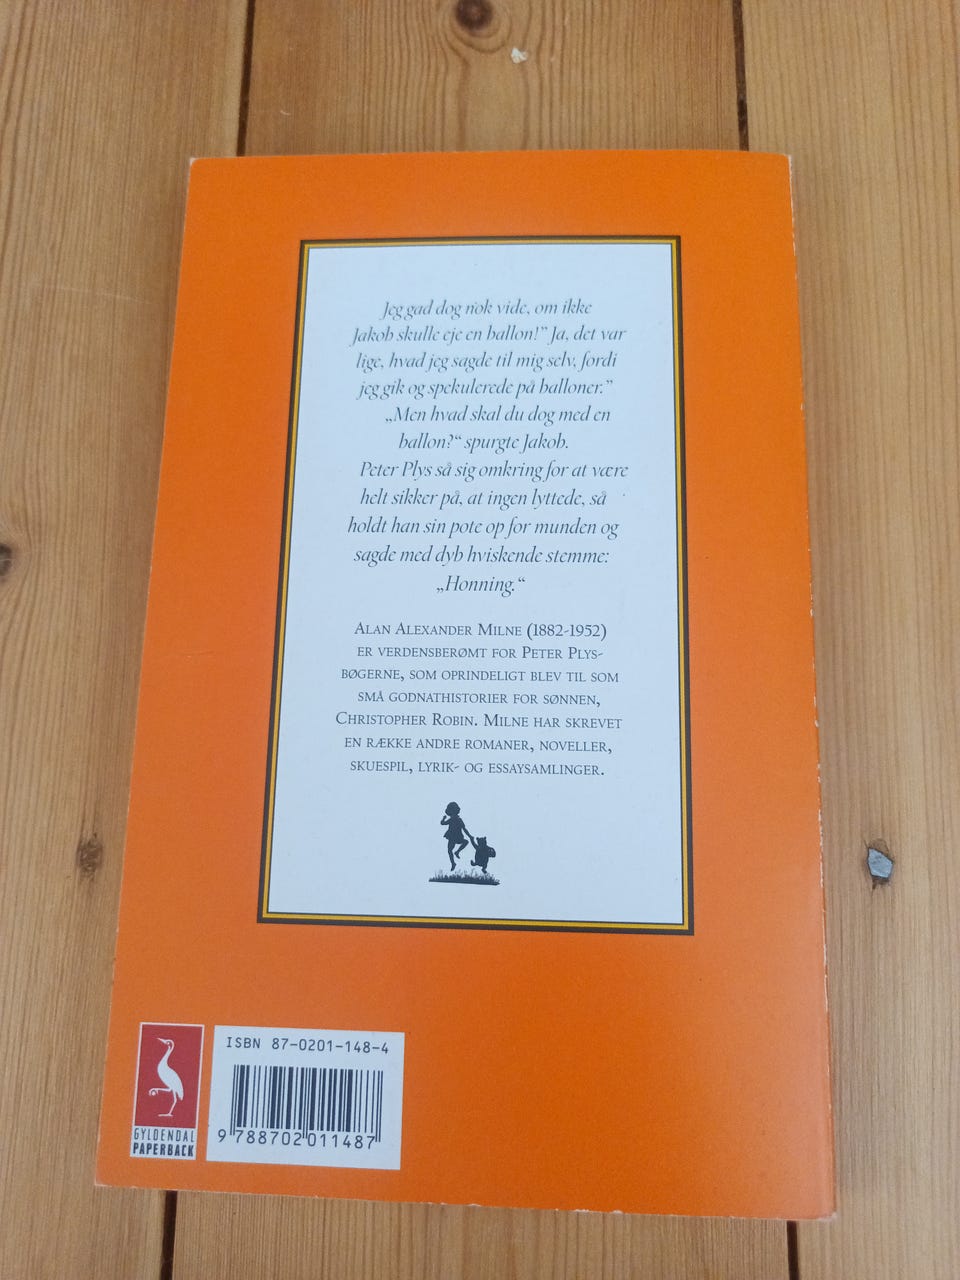 Jeg gad dog nok vide, om ikke
Jakob skulle eje en ballon!” Ja, det var
lige, hvad jeg sagde til mig selv, fordi
jeg gik og spekulerede på balloner.”
„Men hvad skal du dog med en
ballon?“ spurgte Jakob.
Peter Plys så sig omkring for at være
helt sikker på, at ingen lyttede, så
holdt han sin pote op for munden og
sagde med dyb hviskende stemme:
„Honning.“
Alan Alexander Milne (1882-1952)
er verdensberømt for Peter Plys-
bøgerne, som oprindeligt blev til som
små godnathistorier for sønnen,
Christopher Robin. Milne har skrevet
en række andre romaner, noveller,
skuespil, lyrik- og essaysamlinger.
GYLDENDAL
PAPERBACK
ISBN 87-0201-148-4
9 788702 011487